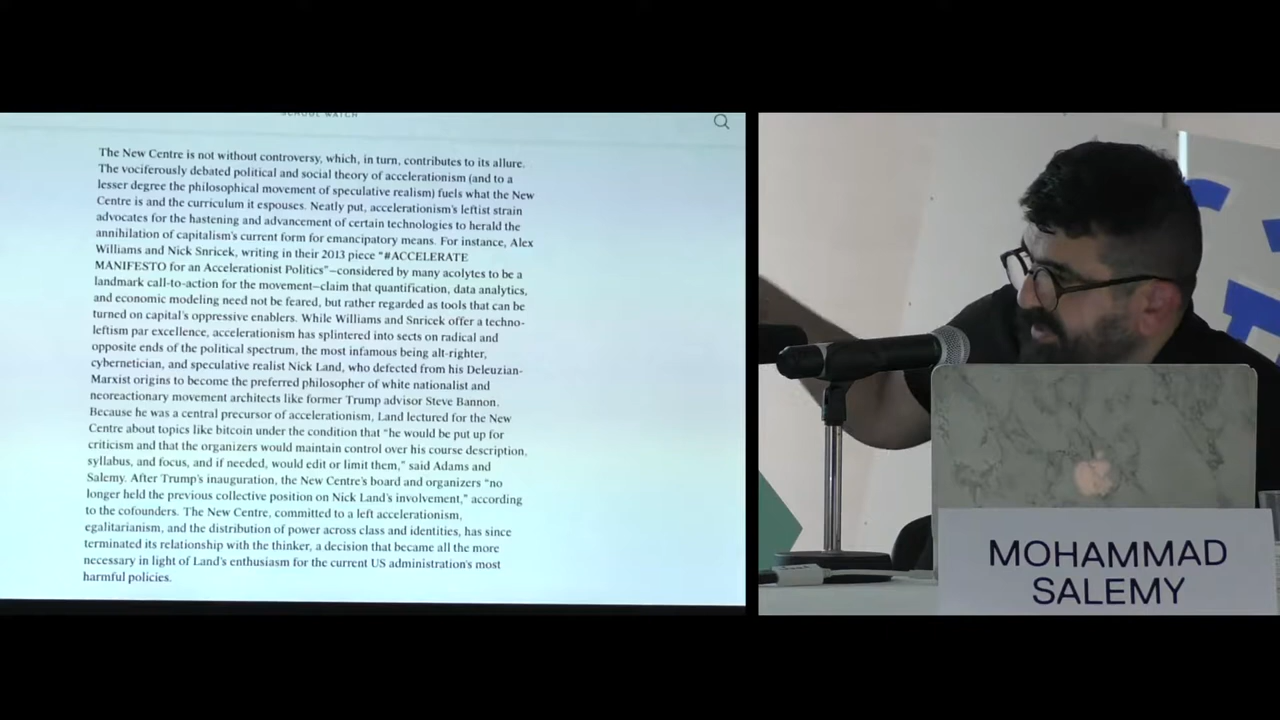 SCHOOL WATCH
The New Centre is not without controversy, which, in turn, contributes to its allure.
The vociferously debated political and social theory of accelerationism (and to a
lesser degree the philosophical movement of speculative realism) fuels what the New
Centre is and the curriculum it espouses. Neatly put, accelerationism's leftist strain
advocates for the hastening and advancement of certain technologies to herald the
annihilation of capitalism's current form for emancipatory means. For instance, Alex
Williams and Nick Snricek, writing in their 2013 piece "#ACCELERATE
MANIFESTO for an Accelerationist Politics"—considered by many acolytes to be a
landmark call-to-action for the movement—claim that quantification, data analytics,
and economic modeling need not be feared, but rather regarded as tools that can be
turned on capital's oppressive enablers. While Williams and Snricek offer a techno-
leftism par excellence, accelerationism has splintered into sects on radical and
opposite ends of the political spectrum, the most infamous being alt-righter,
cybernetician, and speculative realist Nick Land, who defected from his Deleuzian-
Marxist origins to become the preferred philosopher of white nationalist and
neoreactionary movement architects like former Trump advisor Steve Bannon.
Because he was a central precursor of accelerationism, Land lectured for the New
Centre about topics like bitcoin under the condition that "he would be put up for
criticism and that the organizers would maintain control over his course description,
syllabus, and focus, and if needed, would edit or limit them," said Adams and
Salemy. After Trump's inauguration, the New Centre's board and organizers "no
longer held the previous collective position on Nick Land's involvement," according
to the cofounders. The New Centre, committed to a left accelerationism,
egalitarianism, and the distribution of power across class and identities, has since
terminated its relationship with the thinker, a decision that became all the more
necessary in light of Land's enthusiasm for the current US administration's most
harmful policies.
MOHAMMAD
SALEMY